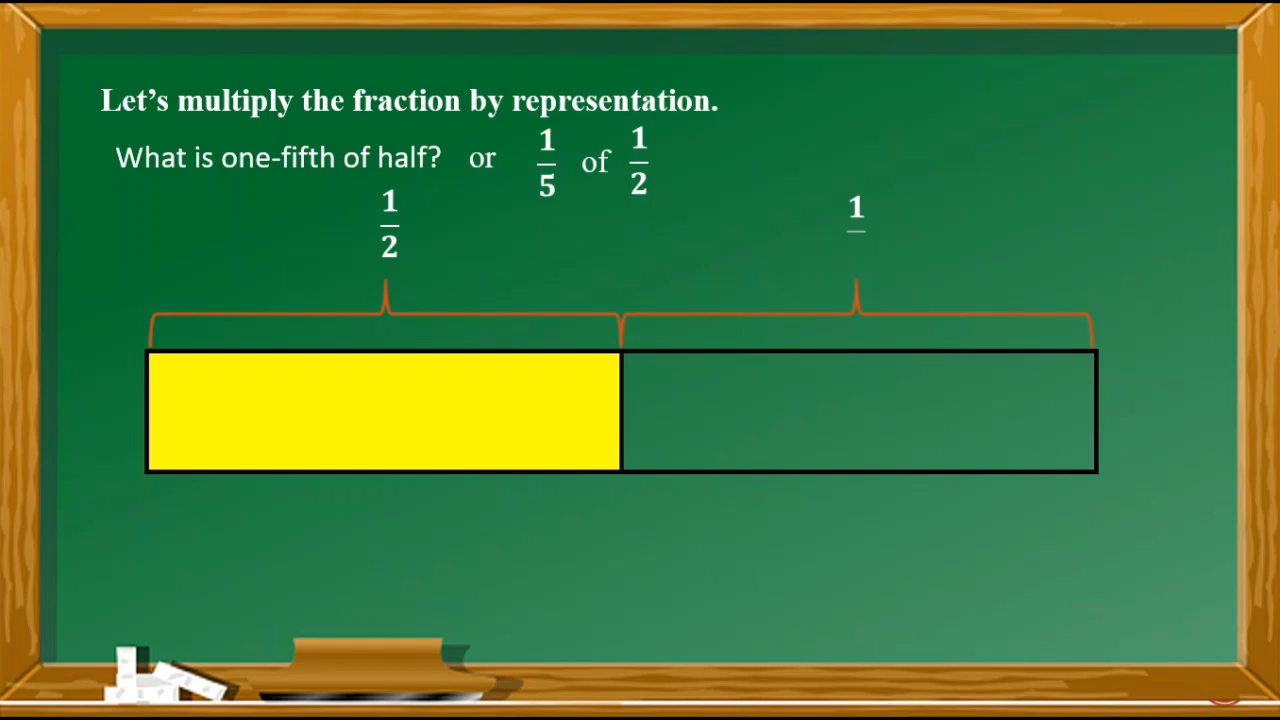 Let's multiply the fraction by representation.
What is one-fifth of half? or 1/5 of 1/2
1/2
1